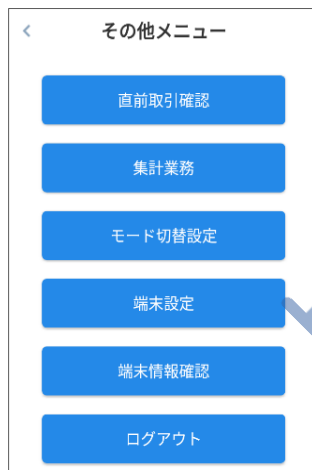 その他メニュー
直前取引確認
集計業務
モード切替設定
端末設定
端末情報確認
ログアウト